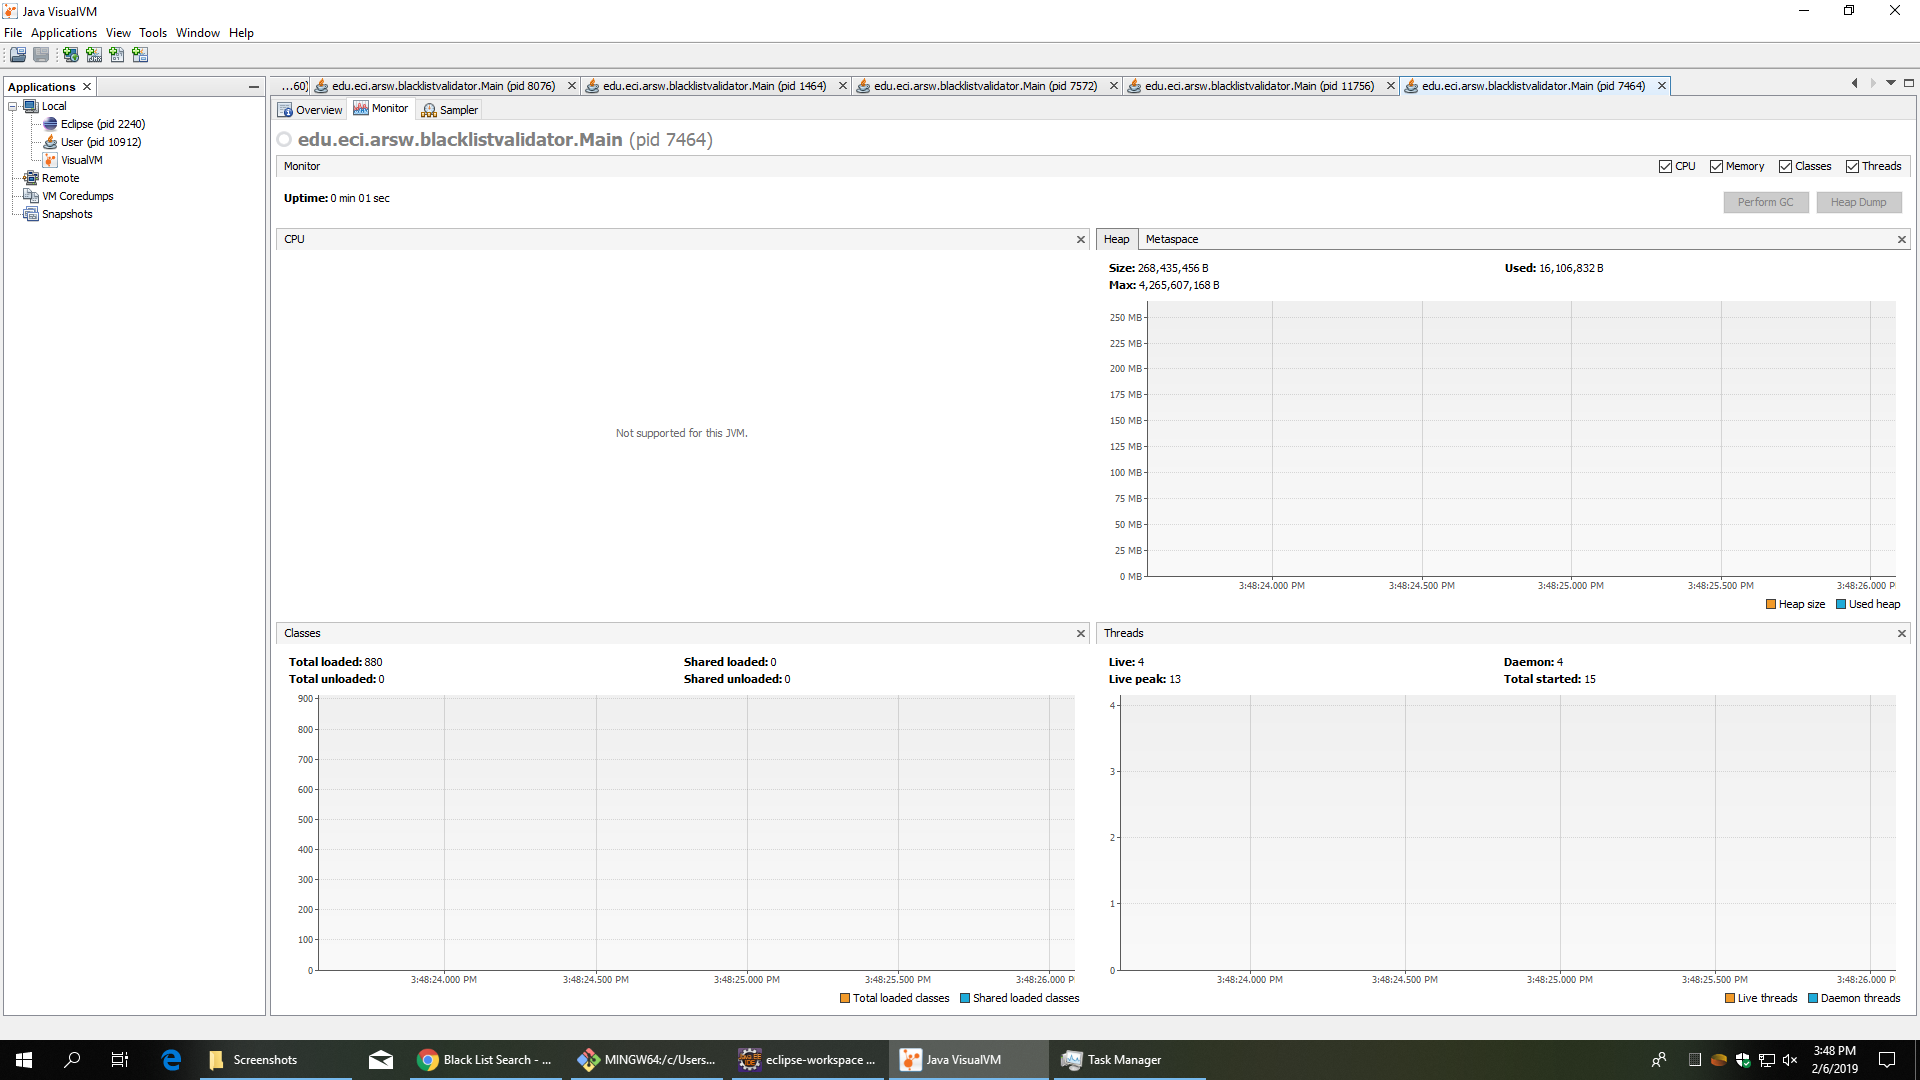 Java VisualVM
File Applications View Tools Window Help
Applications
Local
Eclipse (pid 2240)
User (pid 10912)
VisualVM
Remote
VM Coredumps
Snapshots
...60) edu.eci.arsw.blacklistvalidator.Main (pid 8076) edu.eci.arsw.blacklistvalidator.Main (pid 1464) edu.eci.arsw.blacklistvalidator.Main (pid 7572) edu.eci.arsw.blacklistvalidator.Main (pid 11756) edu.eci.arsw.blacklistvalidator.Main (pid 7464)
Overview Monitor Sampler
edu.eci.arsw.blacklistvalidator.Main (pid 7464)
Monitor CPU Memory Classes Threads
Uptime: 0 min 01 sec Perform GC Heap Dump
CPU
Not supported for this JVM.
Heap Metaspace
Size: 268,435,456 B Used: 16,106,832 B
Max: 4,265,607,168 B
250 MB
225 MB
200 MB
175 MB
150 MB
125 MB
100 MB
75 MB
50 MB
25 MB
0 MB
3:48:24.000 PM 3:48:24.500 PM 3:48:25.000 PM 3:48:25.500 PM 3:48:26.000 P
Heap size Used heap
Classes
Total loaded: 880 Shared loaded: 0
Total unloaded: 0 Shared unloaded: 0
900
800
700
600
500
400
300
200
100
0
3:48:24.000 PM 3:48:24.500 PM 3:48:25.000 PM 3:48:25.500 PM 3:48:26.000 P
Total loaded classes Shared loaded classes
Threads
Live: 4 Daemon: 4
Live peak: 13 Total started: 15
4
3
2
1
0
3:48:24.000 PM 3:48:24.500 PM 3:48:25.000 PM 3:48:25.500 PM 3:48:26.000 P
Live threads Daemon threads
Screenshots Black List Search - ... MINGW64:/c/Users... eclipse-workspace ... Java VisualVM Task Manager
3:48 PM
2/6/2019